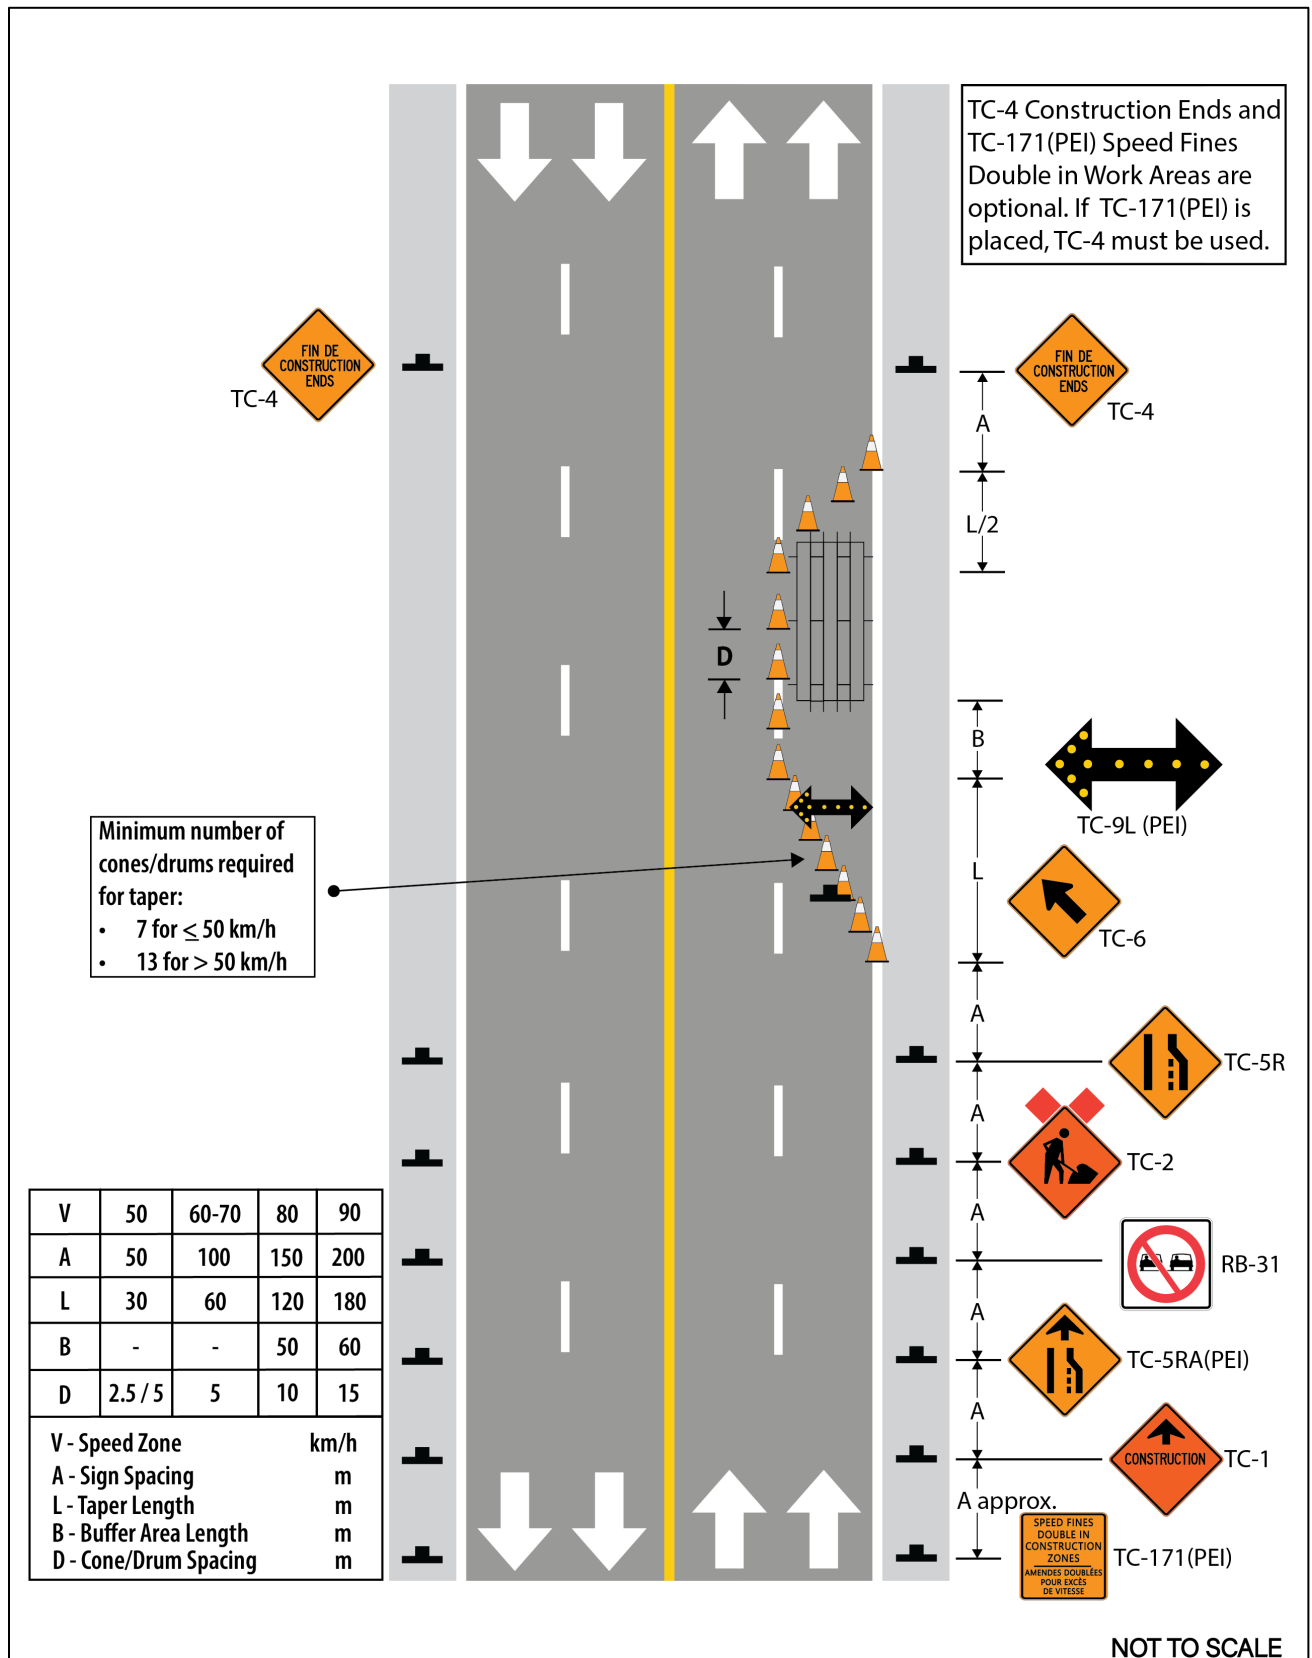 TC-4 Construction Ends and
TC-171(PEI) Speed Fines
Double in Work Areas are
optional. If TC-171(PEI) is
placed, TC-4 must be used.
FIN DE
CONSTRUCTION
ENDS
TC-4
FIN DE
CONSTRUCTION
ENDS
TC-4
A
L/2
D
B
TC-9L (PEI)
Minimum number of
cones/drums required
for taper:
• 7 for ≤ 50 km/h
• 13 for > 50 km/h
L
TC-6
A
TC-5R
A
TC-2
A
RB-31
A
TC-5RA(PEI)
A
CONSTRUCTION
TC-1
A approx.
SPEED FINES
DOUBLE IN
CONSTRUCTION
ZONES
AMENDES DOUBLÉES
POUR EXCÈS
DE VITESSE
TC-171(PEI)
V 50 60-70 80 90
A 50 100 150 200
L 30 60 120 180
B - - 50 60
D 2.5 / 5 5 10 15
V - Speed Zone km/h
A - Sign Spacing m
L - Taper Length m
B - Buffer Area Length m
D - Cone/Drum Spacing m
NOT TO SCALE